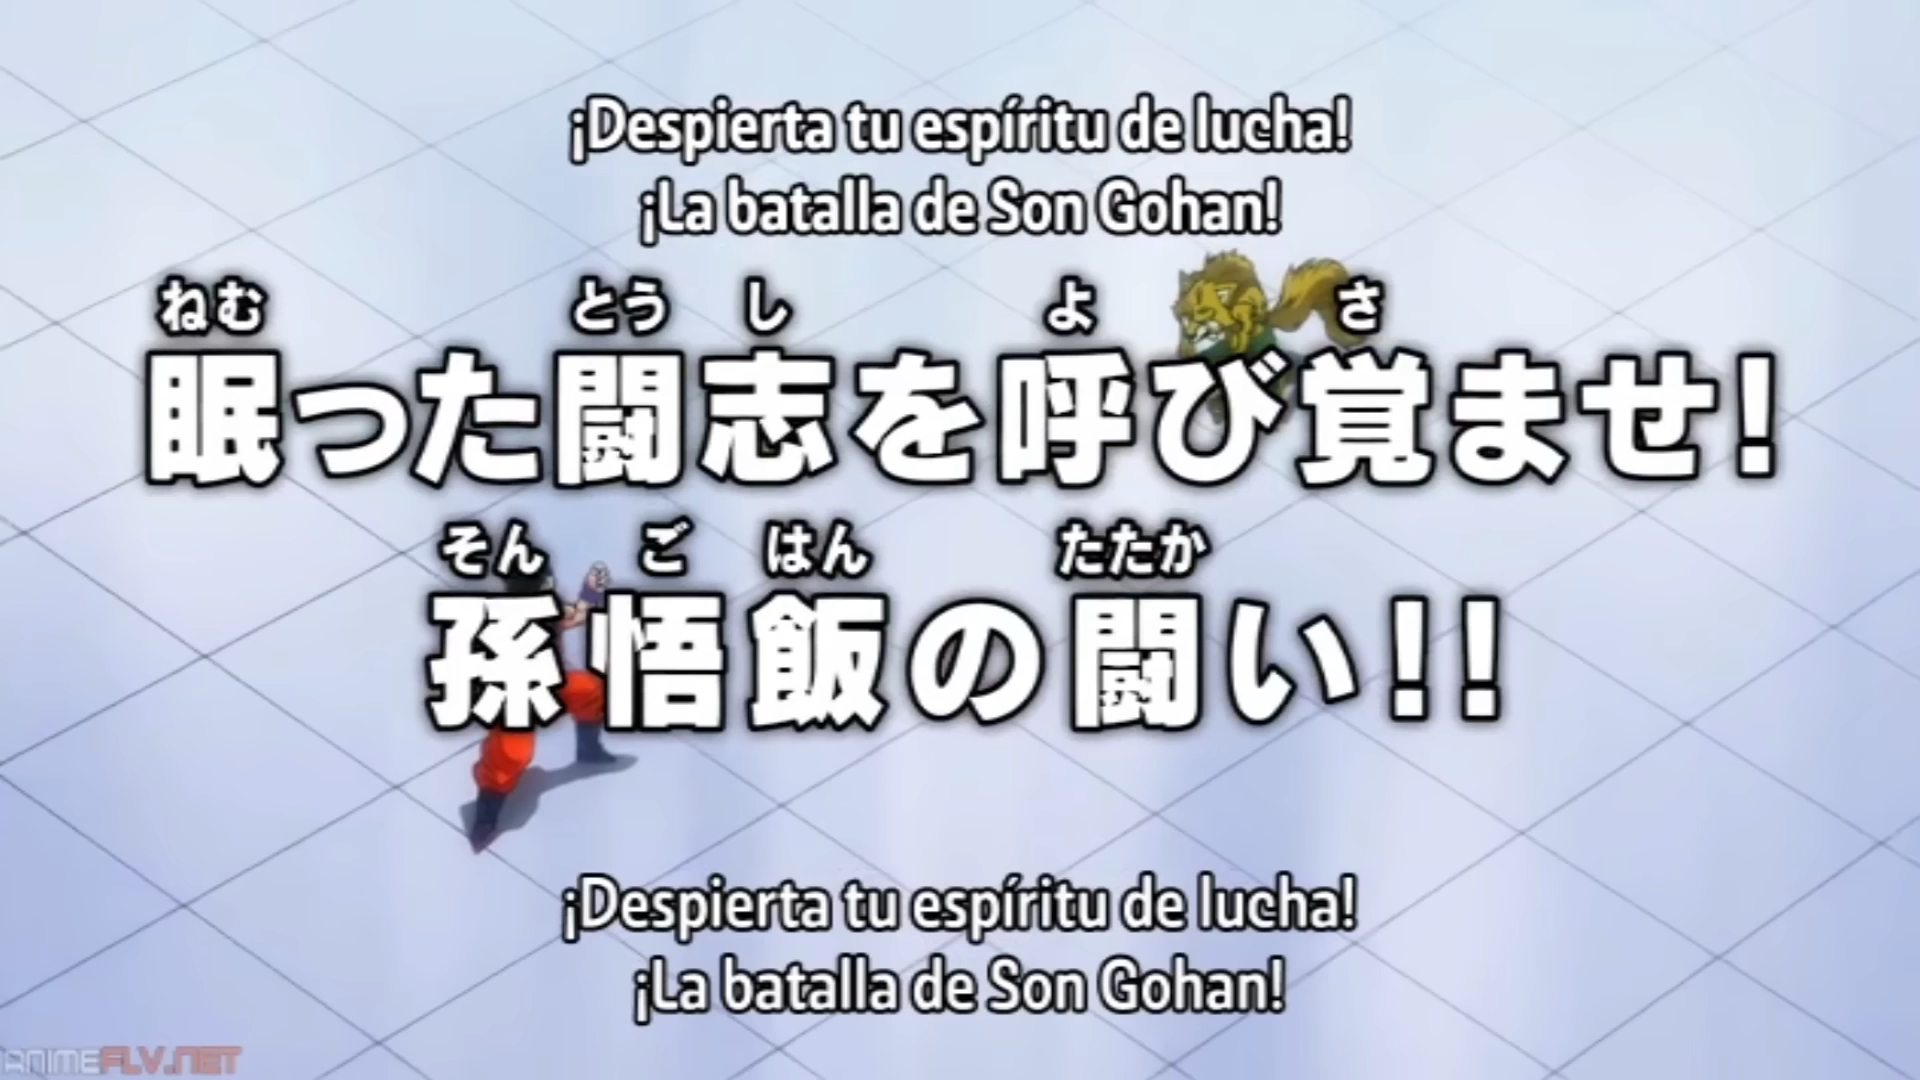 ¡Despierta tu espíritu de lucha!
¡La batalla de Son Gohan!
ねむ とう し よ さ
眠った闘志を呼び覚ませ!
そん ご はん たたか
孫悟飯の闘い!!
¡Despierta tu espíritu de lucha!
¡La batalla de Son Gohan!
ANIMEFLV.NET